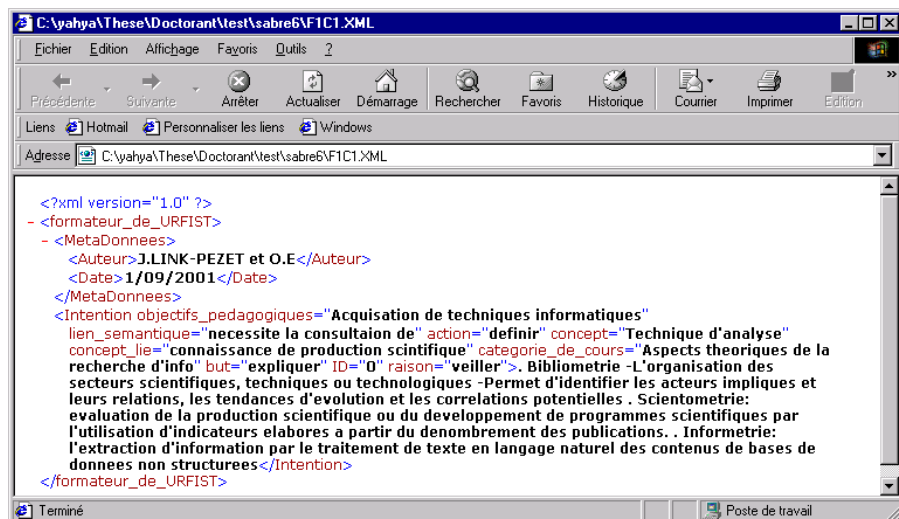 C:\yahya\These\Doctorant\test\sabre6\F1C1.XML
Fichier Edition Affichage Favoris Outils ?
Précédente Suivante Arrêter Actualiser Démarrage Rechercher Favoris Historique Courrier Imprimer Edition »
Liens Hotmail Personnaliser les liens Windows
Adresse C:\yahya\These\Doctorant\test\sabre6\F1C1.XML
<?xml version="1.0" ?>
- <formateur_de_URFIST>
- <MetaDonnees>
<Auteur>J.LINK-PEZET et O.E</Auteur>
<Date>1/09/2001</Date>
</MetaDonnees>
<Intention objectifs_pedagogiques="Acquisation de techniques informatiques"
lien_semantique="necessite la consultaion de" action="definir" concept="Technique d'analyse"
concept_lie="connaissance de production scintifique" categorie_de_cours="Aspects theoriques de la
recherche d'info" but="expliquer" ID="0" raison="veiller">. Bibliometrie -L'organisation des
secteurs scientifiques, techniques ou technologiques -Permet d'identifier les acteurs impliques et
leurs relations, les tendances d'evolution et les correlations potentielles . Scientometrie:
evaluation de la production scientifique ou du developpement de programmes scientifiques par
l'utilisation d'indicateurs elabores a partir du denombrement des publications. . Informetrie:
l'extraction d'information par le traitement de texte en langage naturel des contenus de bases de
donnees non structurees</Intention>
</formateur_de_URFIST>
Terminé Poste de travail